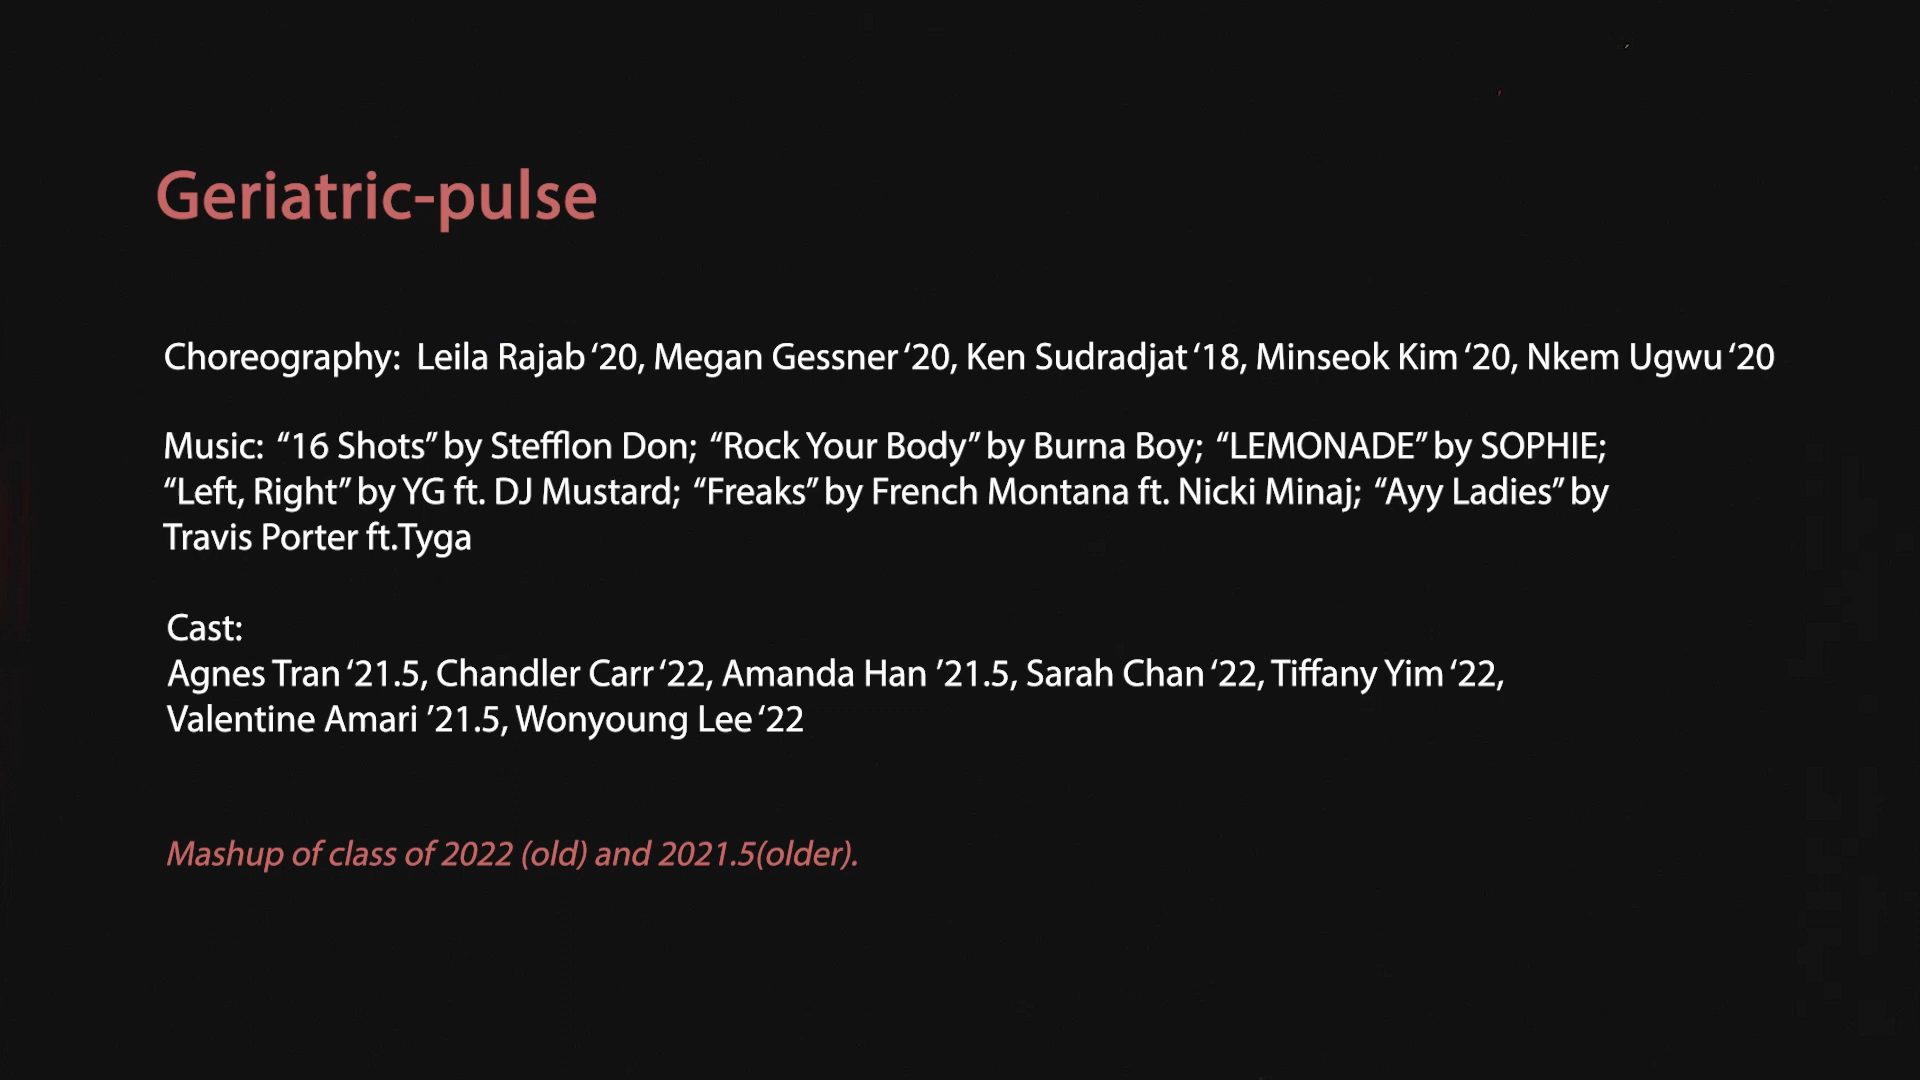 Geriatric-pulse
Choreography:  Leila Rajab ‘20, Megan Gessner ‘20, Ken Sudradjat ‘18, Minseok Kim ‘20, Nkem Ugwu ‘20
Music:  “16 Shots” by Stefflon Don;  “Rock Your Body” by Burna Boy;  “LEMONADE” by SOPHIE;
“Left, Right” by YG ft. DJ Mustard;  “Freaks” by French Montana ft. Nicki Minaj;  “Ayy Ladies” by
Travis Porter ft.Tyga
Cast:
Agnes Tran ‘21.5, Chandler Carr ‘22, Amanda Han ’21.5, Sarah Chan ‘22, Tiffany Yim ‘22,
Valentine Amari ’21.5, Wonyoung Lee ‘22
Mashup of class of 2022 (old) and 2021.5(older).